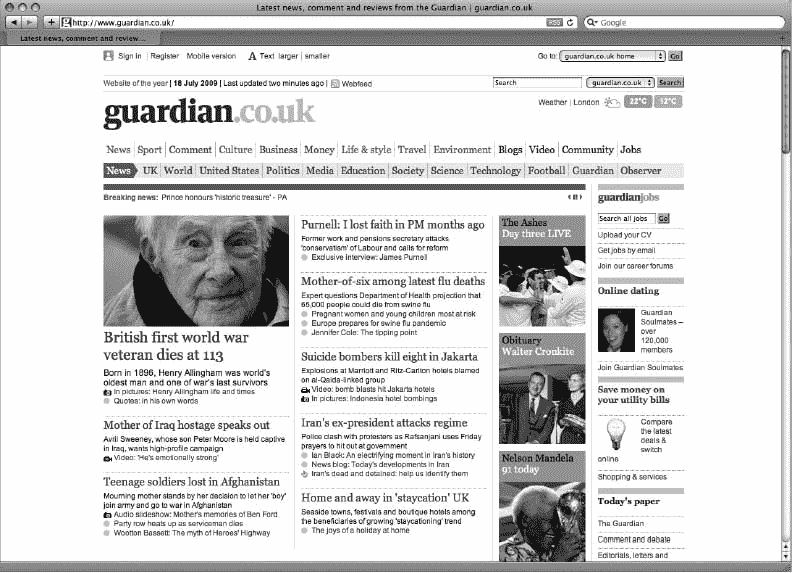 Latest news, comment and reviews from the Guardian | guardian.co.uk
http://www.guardian.co.uk/
RSS
Google
Latest news, comment and review...
Sign in | Register Mobile version A Text larger | smaller
Go to: guardian.co.uk home Go
Website of the year | 18 July 2009 | Last updated two minutes ago | Webfeed
Search guardian.co.uk Search
guardian.co.uk
Weather | London 22°C 12°C
News Sport Comment Culture Business Money Life & style Travel Environment Blogs Video Community Jobs
News UK World United States Politics Media Education Society Science Technology Football Guardian Observer
Breaking news: Prince honours 'historic treasure' - PA
British first world war
veteran dies at 113
Born in 1896, Henry Allingham was world's
oldest man and one of war's last survivors
In pictures: Henry Allingham life and times
Quotes: in his own words
Mother of Iraq hostage speaks out
Avril Sweeney, whose son Peter Moore is held captive
in Iraq, wants high-profile campaign
Video: 'He's emotionally strong'
Teenage soldiers lost in Afghanistan
Mourning mother stands by her decision to let her 'boy'
join army and go to war in Afghanistan
Audio slideshow: Mother's memories of Ben Ford
Party row heats up as serviceman dies
Wootton Bassett: The myth of Heroes' Highway
Purnell: I lost faith in PM months ago
Former work and pensions secretary attacks
'conservatism' of Labour and calls for reform
Exclusive interview: James Purnell
Mother-of-six among latest flu deaths
Expert questions Department of Health projection that
65,000 people could die from swine flu
Pregnant women and young children most at risk
Europe prepares for swine flu pandemic
Jennifer Cole: The tipping point
Suicide bombers kill eight in Jakarta
Explosions at Marriott and Ritz-Carlton hotels blamed
on al-Qaida-linked group
Video: bomb blasts hit Jakarta hotels
In pictures: Indonesia hotel bombings
Iran's ex-president attacks regime
Police clash with protesters as Rafsanjani uses Friday
prayers to hit out at government
Ian Black: An electrifying moment in Iran's history
News blog: Today's developments in Iran
Iran's dead and detained: help us identify them
Home and away in 'staycation' UK
Seaside towns, festivals and boutique hotels among
the beneficiaries of growing 'staycationing' trend
The joys of a holiday at home
The Ashes
Day three LIVE
Obituary
Walter Cronkite
Nelson Mandela
91 today
guardianjobs
Search all jobs Go
Upload your CV
Get jobs by email
Join our career forums
Online dating
Guardian
Soulmates –
over
120,000
members
Join Guardian Soulmates
Save money on
your utility bills
Compare
the latest
deals &
switch
online
Shopping & services
Today's paper
The Guardian
Comment and debate
Editorials, letters and